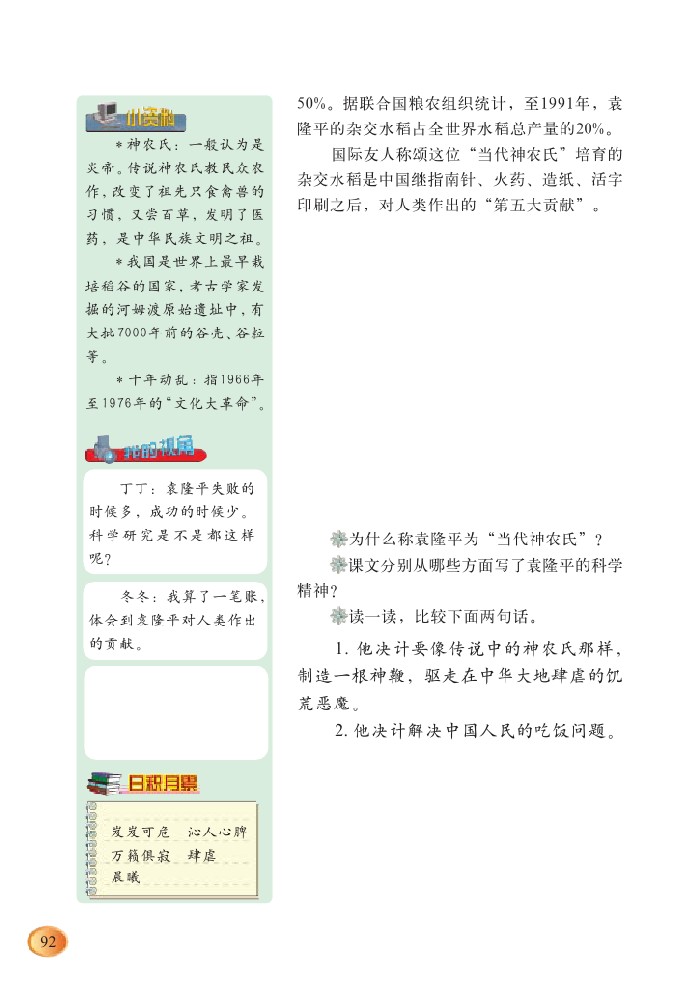 小资料
*神农氏：一般认为是
炎帝。传说神农氏教民众农
作，改变了祖先只食禽兽的
习惯，又尝百草，发明了医
药，是中华民族文明之祖。
*我国是世界上最早栽
培稻谷的国家，考古学家发
掘的河姆渡原始遗址中，有
大批7000年前的谷壳、谷粒
等。
*十年动乱：指1966年
至1976年的“文化大革命”。
我的视角
丁丁：袁隆平失败的
时候多，成功的时候少。
科学研究是不是都这样
呢？
冬冬：我算了一笔账，
体会到袁隆平对人类作出
的贡献。
日积月累
岌岌可危 沁人心脾
万籁俱寂 肆虐
晨曦
50%。据联合国粮农组织统计，至1991年，袁
隆平的杂交水稻占全世界水稻总产量的20%。
国际友人称颂这位“当代神农氏”培育的
杂交水稻是中国继指南针、火药、造纸、活字
印刷之后，对人类作出的“第五大贡献”。
为什么称袁隆平为“当代神农氏”？
课文分别从哪些方面写了袁隆平的科学
精神？
读一读，比较下面两句话。
1. 他决计要像传说中的神农氏那样，
制造一根神鞭，驱走在中华大地肆虐的饥
荒恶魔。
2. 他决计解决中国人民的吃饭问题。
92